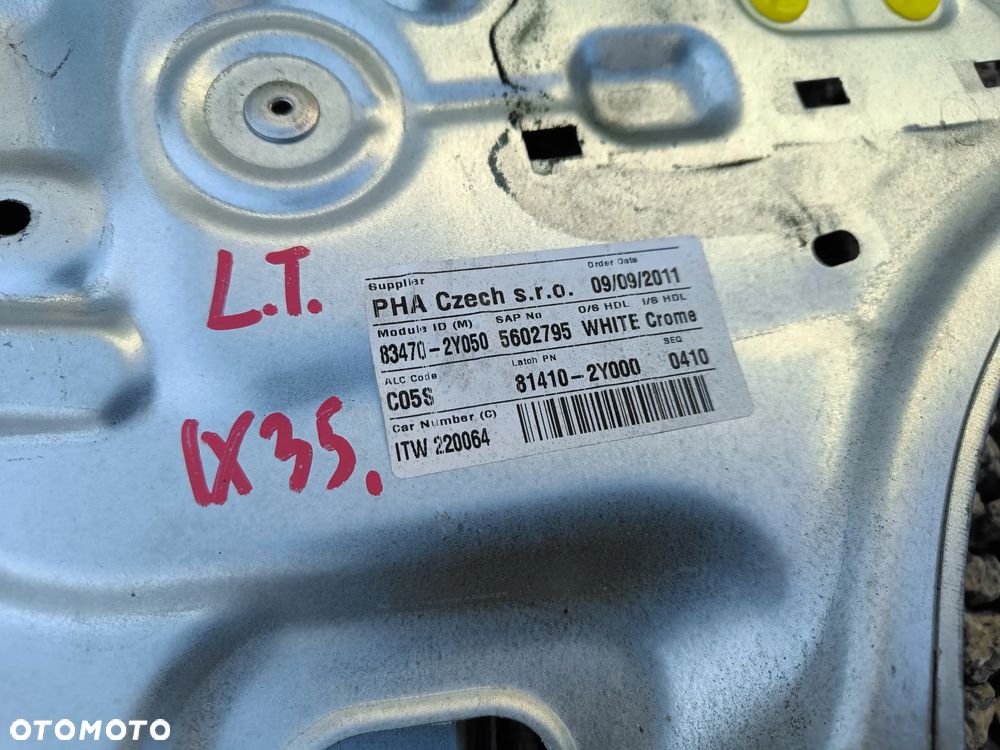 L.T.
IX35.
Supplier Order Date
PHA Czech s.r.o. 09/09/2011
Module ID (M) SAP No O/S HDL I/S HDL
83470-2Y050 5602795 WHITE Crome
ALC Code Latch PN SEQ
C05S 81410-2Y000 0410
Car Number (C)
ITW 220064
OTOMOTO